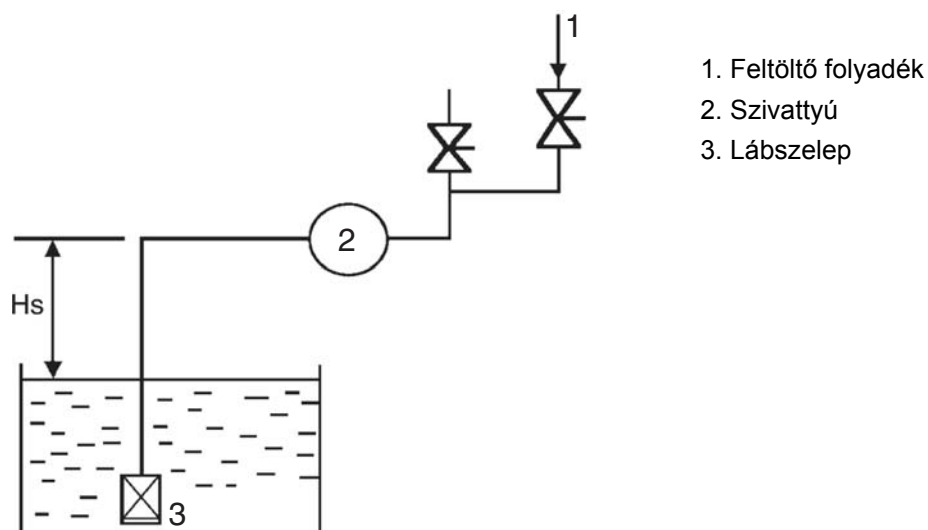 1
1. Feltöltő folyadék
2. Szivattyú
3. Lábszelep
2
Hs
3